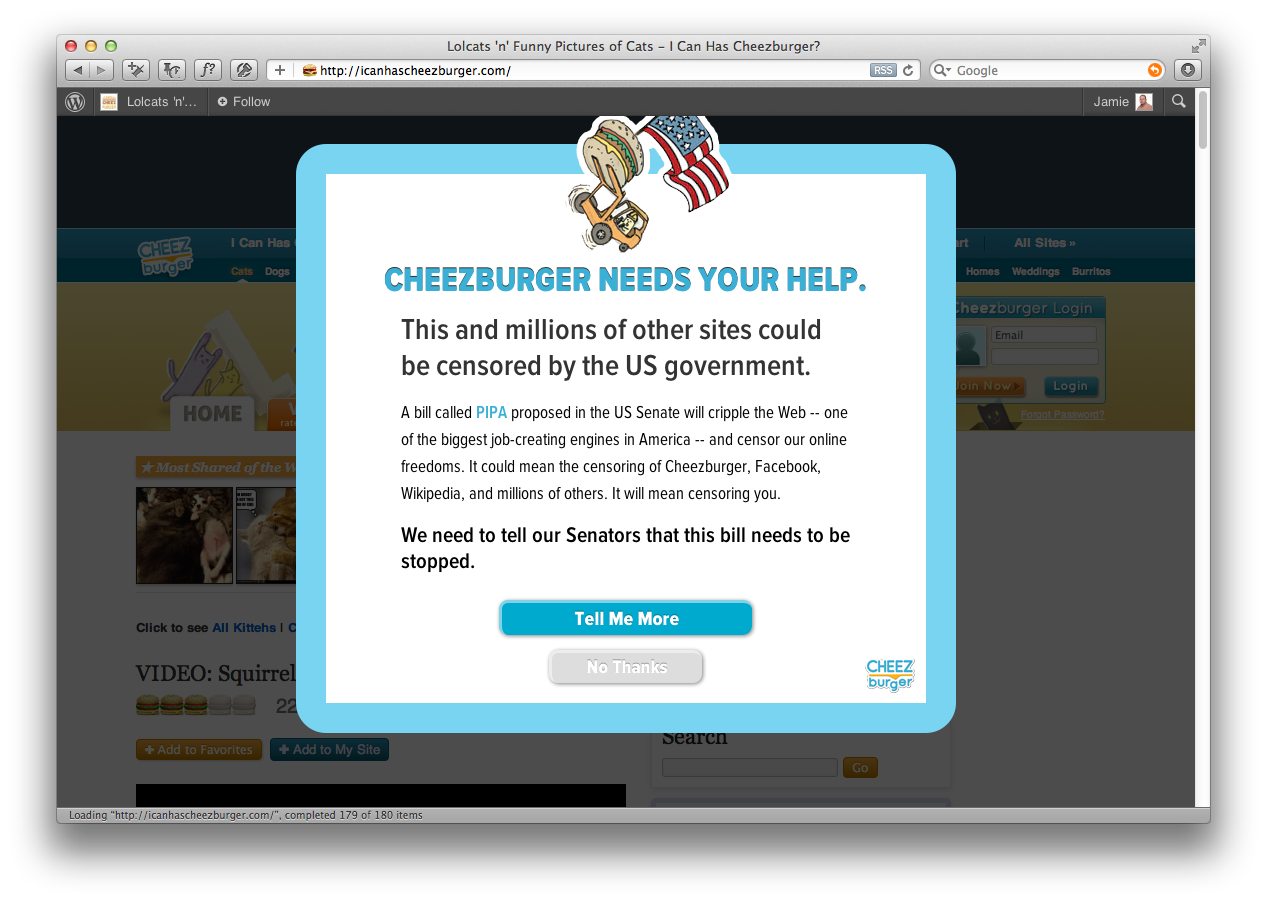 Lolcats 'n' Funny Pictures of Cats – I Can Has Cheezburger?
f?
http://icanhascheezburger.com/
RSS
Google
Lolcats 'n'...
Follow
Jamie
CHEEZ
burger
I Can Has
All Sites »
Cats
Dogs
Homes
Weddings
Burritos
CHEEZBURGER NEEDS YOUR HELP.
This and millions of other sites could
be censored by the US government.
A bill called PIPA proposed in the US Senate will cripple the Web -- one
of the biggest job-creating engines in America -- and censor our online
freedoms. It could mean the censoring of Cheezburger, Facebook,
Wikipedia, and millions of others. It will mean censoring you.
We need to tell our Senators that this bill needs to be
stopped.
Tell Me More
No Thanks
CHEEZ
burger
Cheezburger Login
Email
Join Now
Login
Forgot Password?
HOME
Most Shared of the W
Click to see All Kittehs | C
VIDEO: Squirrel
22
Add to Favorites
Add to My Site
Search
Go
Loading “http://icanhascheezburger.com/”, completed 179 of 180 items